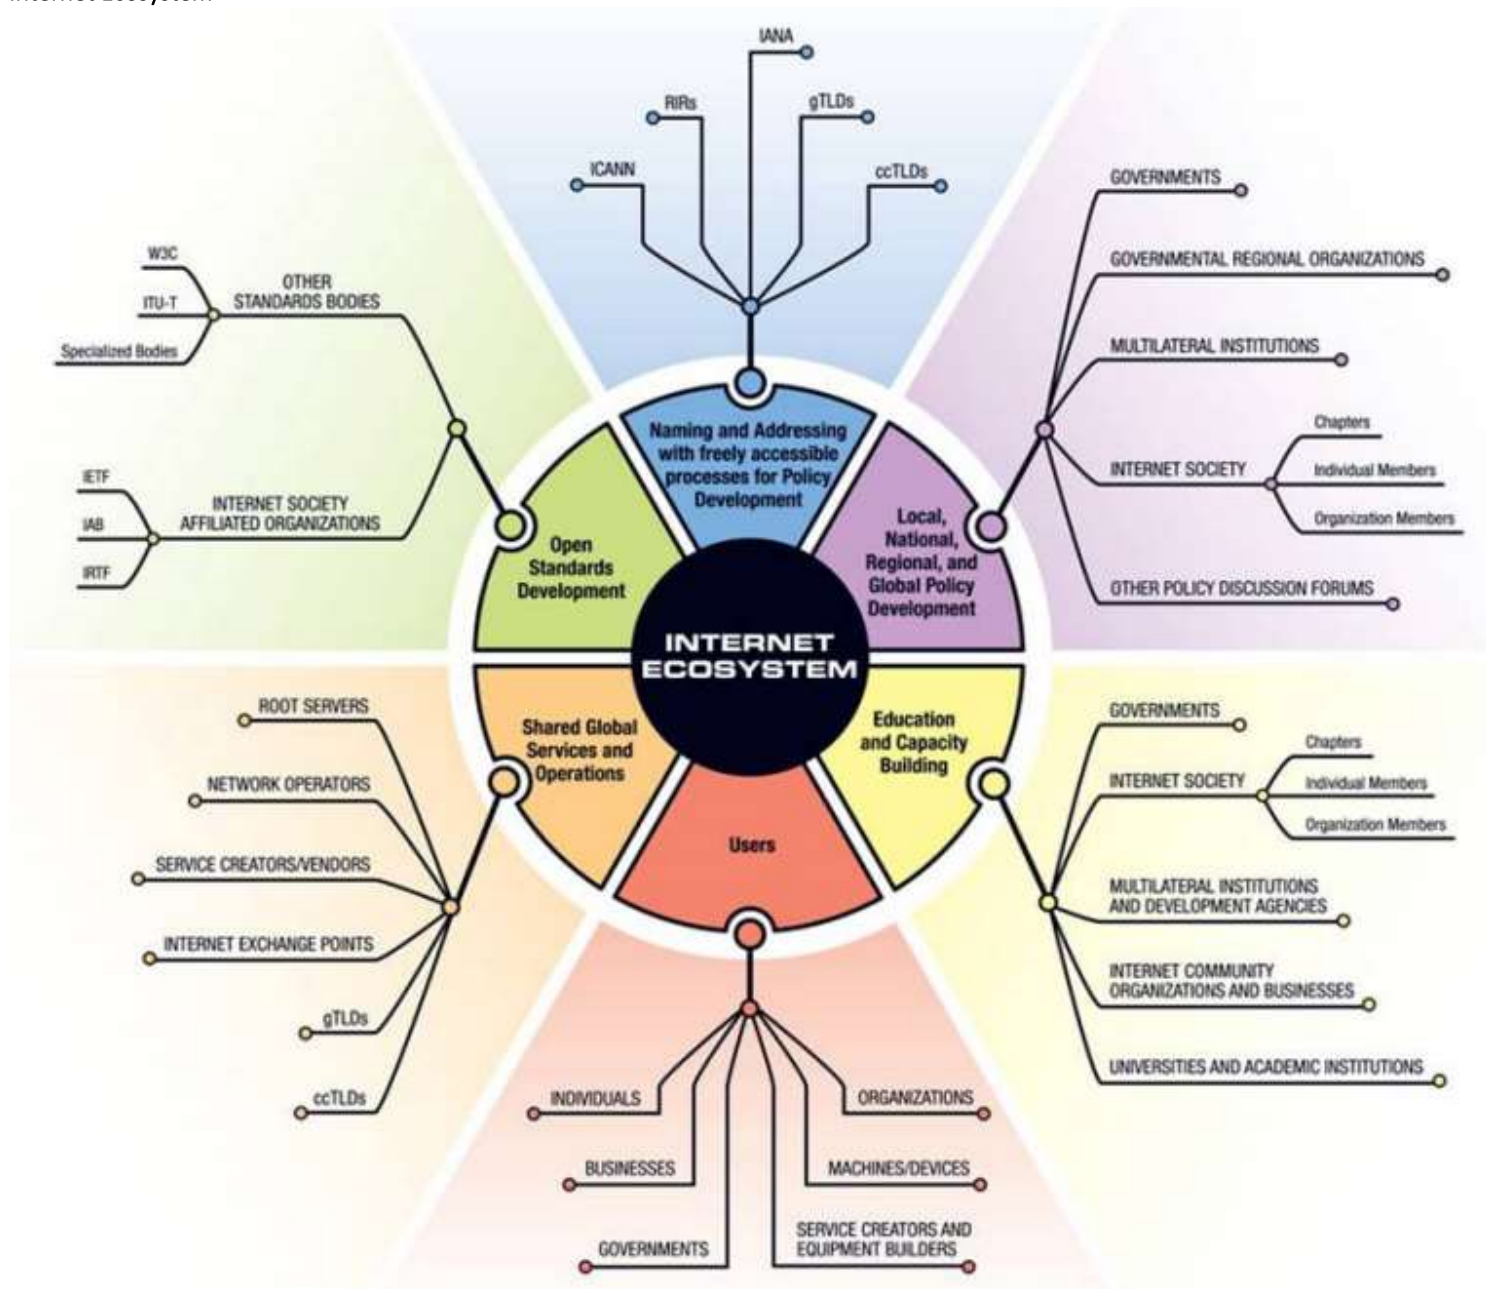 Internet Ecosystem
IANA
RIRs
gTLDs
ICANN
ccTLDs
GOVERNMENTS
GOVERNMENTAL REGIONAL ORGANIZATIONS
MULTILATERAL INSTITUTIONS
INTERNET SOCIETY
Chapters
Individual Members
Organization Members
OTHER POLICY DISCUSSION FORUMS
W3C
ITU-T
Specialized Bodies
OTHER
STANDARDS BODIES
IETF
IAB
IRTF
INTERNET SOCIETY
AFFILIATED ORGANIZATIONS
Naming and Addressing
with freely accessible
processes for Policy
Development
Local,
National,
Regional, and
Global Policy
Development
Open
Standards
Development
INTERNET
ECOSYSTEM
Shared Global
Services and
Operations
Education
and Capacity
Building
Users
ROOT SERVERS
NETWORK OPERATORS
SERVICE CREATORS/VENDORS
INTERNET EXCHANGE POINTS
gTLDs
ccTLDs
GOVERNMENTS
INTERNET SOCIETY
Chapters
Individual Members
Organization Members
MULTILATERAL INSTITUTIONS
AND DEVELOPMENT AGENCIES
INTERNET COMMUNITY
ORGANIZATIONS AND BUSINESSES
UNIVERSITIES AND ACADEMIC INSTITUTIONS
INDIVIDUALS
BUSINESSES
GOVERNMENTS
ORGANIZATIONS
MACHINES/DEVICES
SERVICE CREATORS AND
EQUIPMENT BUILDERS